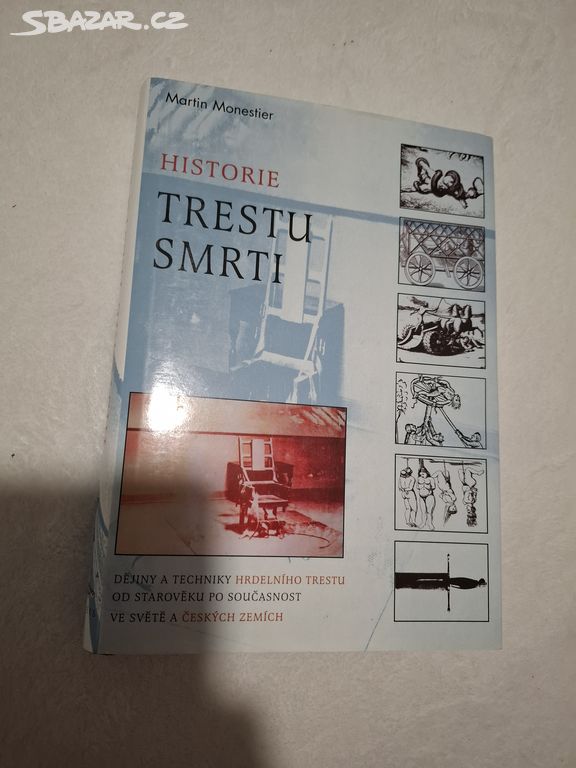 SBAZAR.CZ
Martin Monestier
HISTORIE
TRESTU
SMRTI
DĚJINY A TECHNIKY HRDELNÍHO TRESTU
OD STAROVĚKU PO SOUČASNOST
VE SVĚTĚ A ČESKÝCH ZEMÍCH